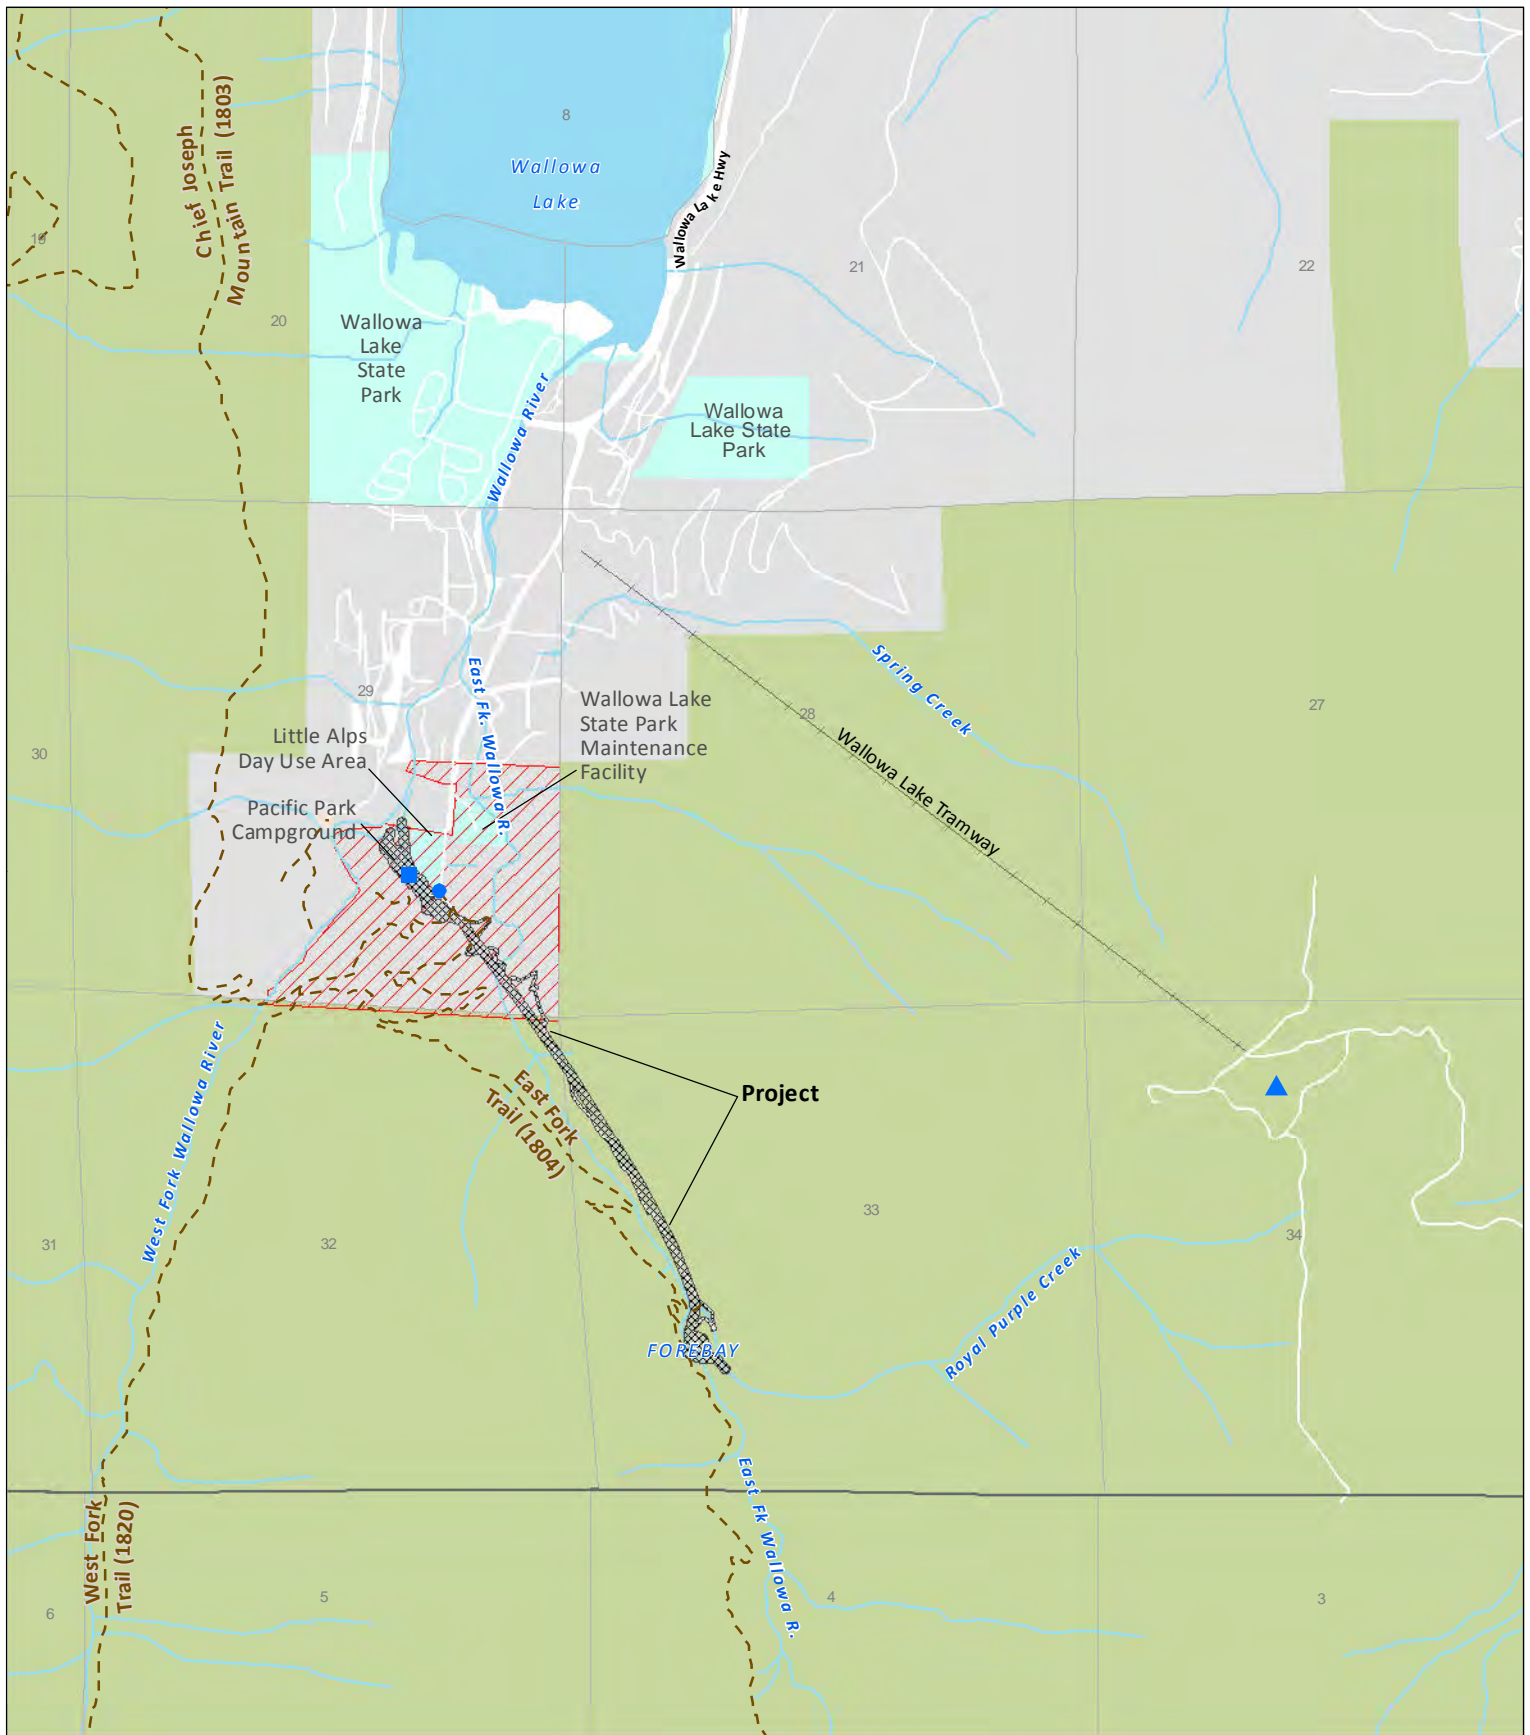 8
Wallowa
Lake
Wallowa Lake Hwy
Chief Joseph
Mountain Trail (1803)
19
20
21
22
Wallowa
Lake
State
Park
Wallowa
Lake State
Park
Wallowa River
Spring Creek
East Fk. Wallowa R.
29
28
27
30
Wallowa Lake
State Park
Maintenance
Facility
Little Alps
Day Use Area
Pacific Park
Campground
Wallowa Lake Tramway
West Fork Wallowa River
East Fork
Trail (1804)
Project
31
32
33
34
FOREBAY
Royal Purple Creek
East Fk Wallowa R.
West Fork
Trail (1820)
6
5
4
3